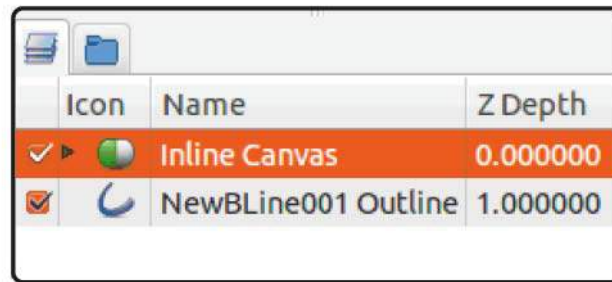 Icon Name Z Depth
Inline Canvas 0.000000
NewBLine001 Outline 1.000000